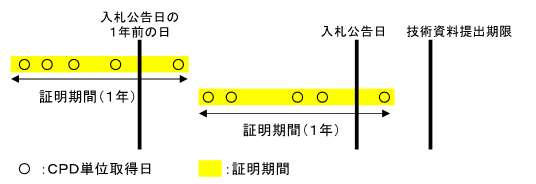 入札公告日の
1年前の日
入札公告日
技術資料提出期限
証明期間(1年)
証明期間(1年)
○ :CPD単位取得日
:証明期間